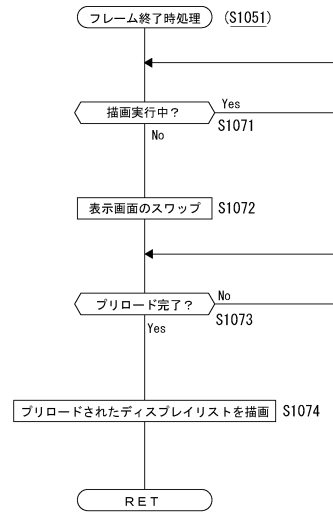 フレーム終了時処理 (S1051)
描画実行中? Yes
S1071
No
表示画面のスワップ S1072
プリロード完了? No
S1073
Yes
プリロードされたディスプレイリストを描画 S1074
RET